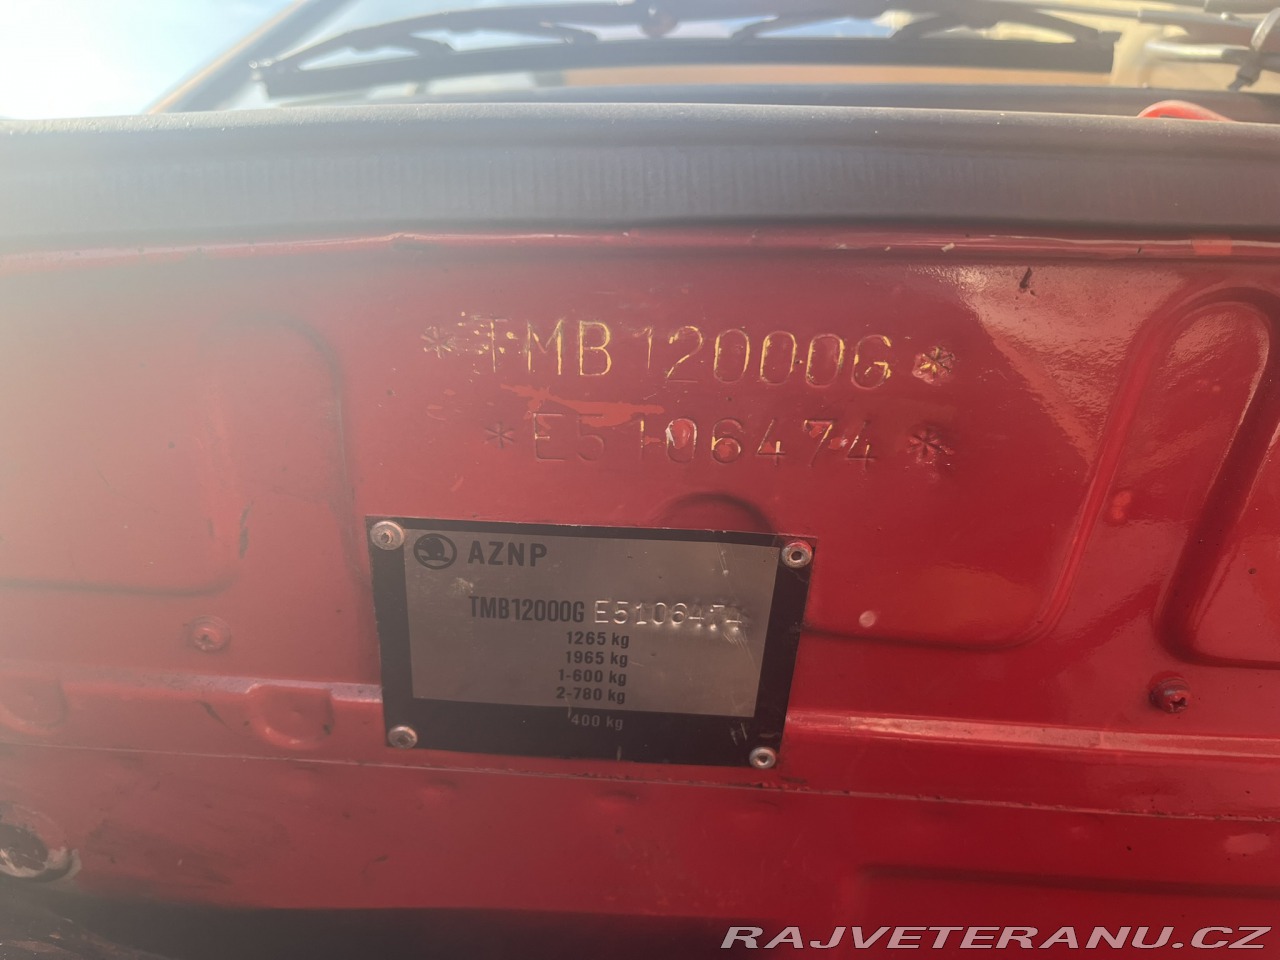 *TMB12000G*
*E5106474*
AZNP
TMB12000G E5106474
1265 kg
1965 kg
1-600 kg
2-780 kg
400 kg
RAJVETERANU.CZ